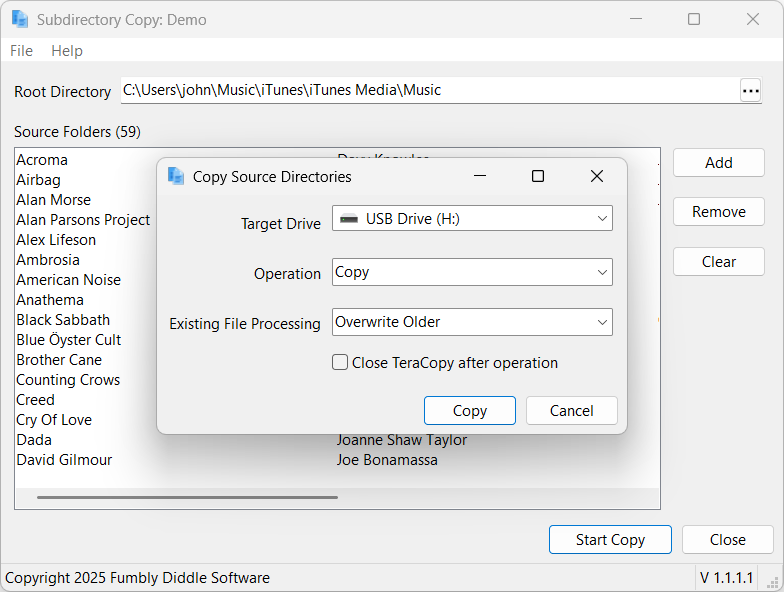 Subdirectory Copy: Demo
File Help
Root Directory C:\Users\john\Music\iTunes\iTunes Media\Music ...
Source Folders (59)
Acroma
Airbag
Alan Morse
Alan Parsons Project
Alex Lifeson
Ambrosia
American Noise
Anathema
Black Sabbath
Blue Öyster Cult
Brother Cane
Counting Crows
Creed
Cry Of Love
Dada
David Gilmour
Joanne Shaw Taylor
Joe Bonamassa
Add
Remove
Clear
Copy Source Directories
Target Drive USB Drive (H:)
Operation Copy
Existing File Processing Overwrite Older
Close TeraCopy after operation
Copy Cancel
Start Copy Close
Copyright 2025 Fumbly Diddle Software V 1.1.1.1